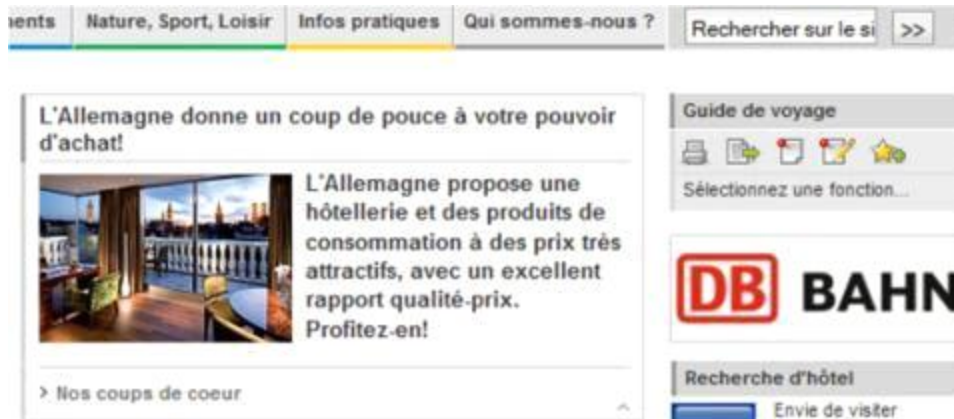 ents
Nature, Sport, Loisir
Infos pratiques
Qui sommes-nous ?
Rechercher sur le si
>>
L'Allemagne donne un coup de pouce à votre pouvoir
d'achat!
L'Allemagne propose une
hôtellerie et des produits de
consommation à des prix très
attractifs, avec un excellent
rapport qualité-prix.
Profitez-en!
> Nos coups de coeur
Guide de voyage
Sélectionnez une fonction...
DB BAHN
Recherche d'hôtel
Envie de visiter